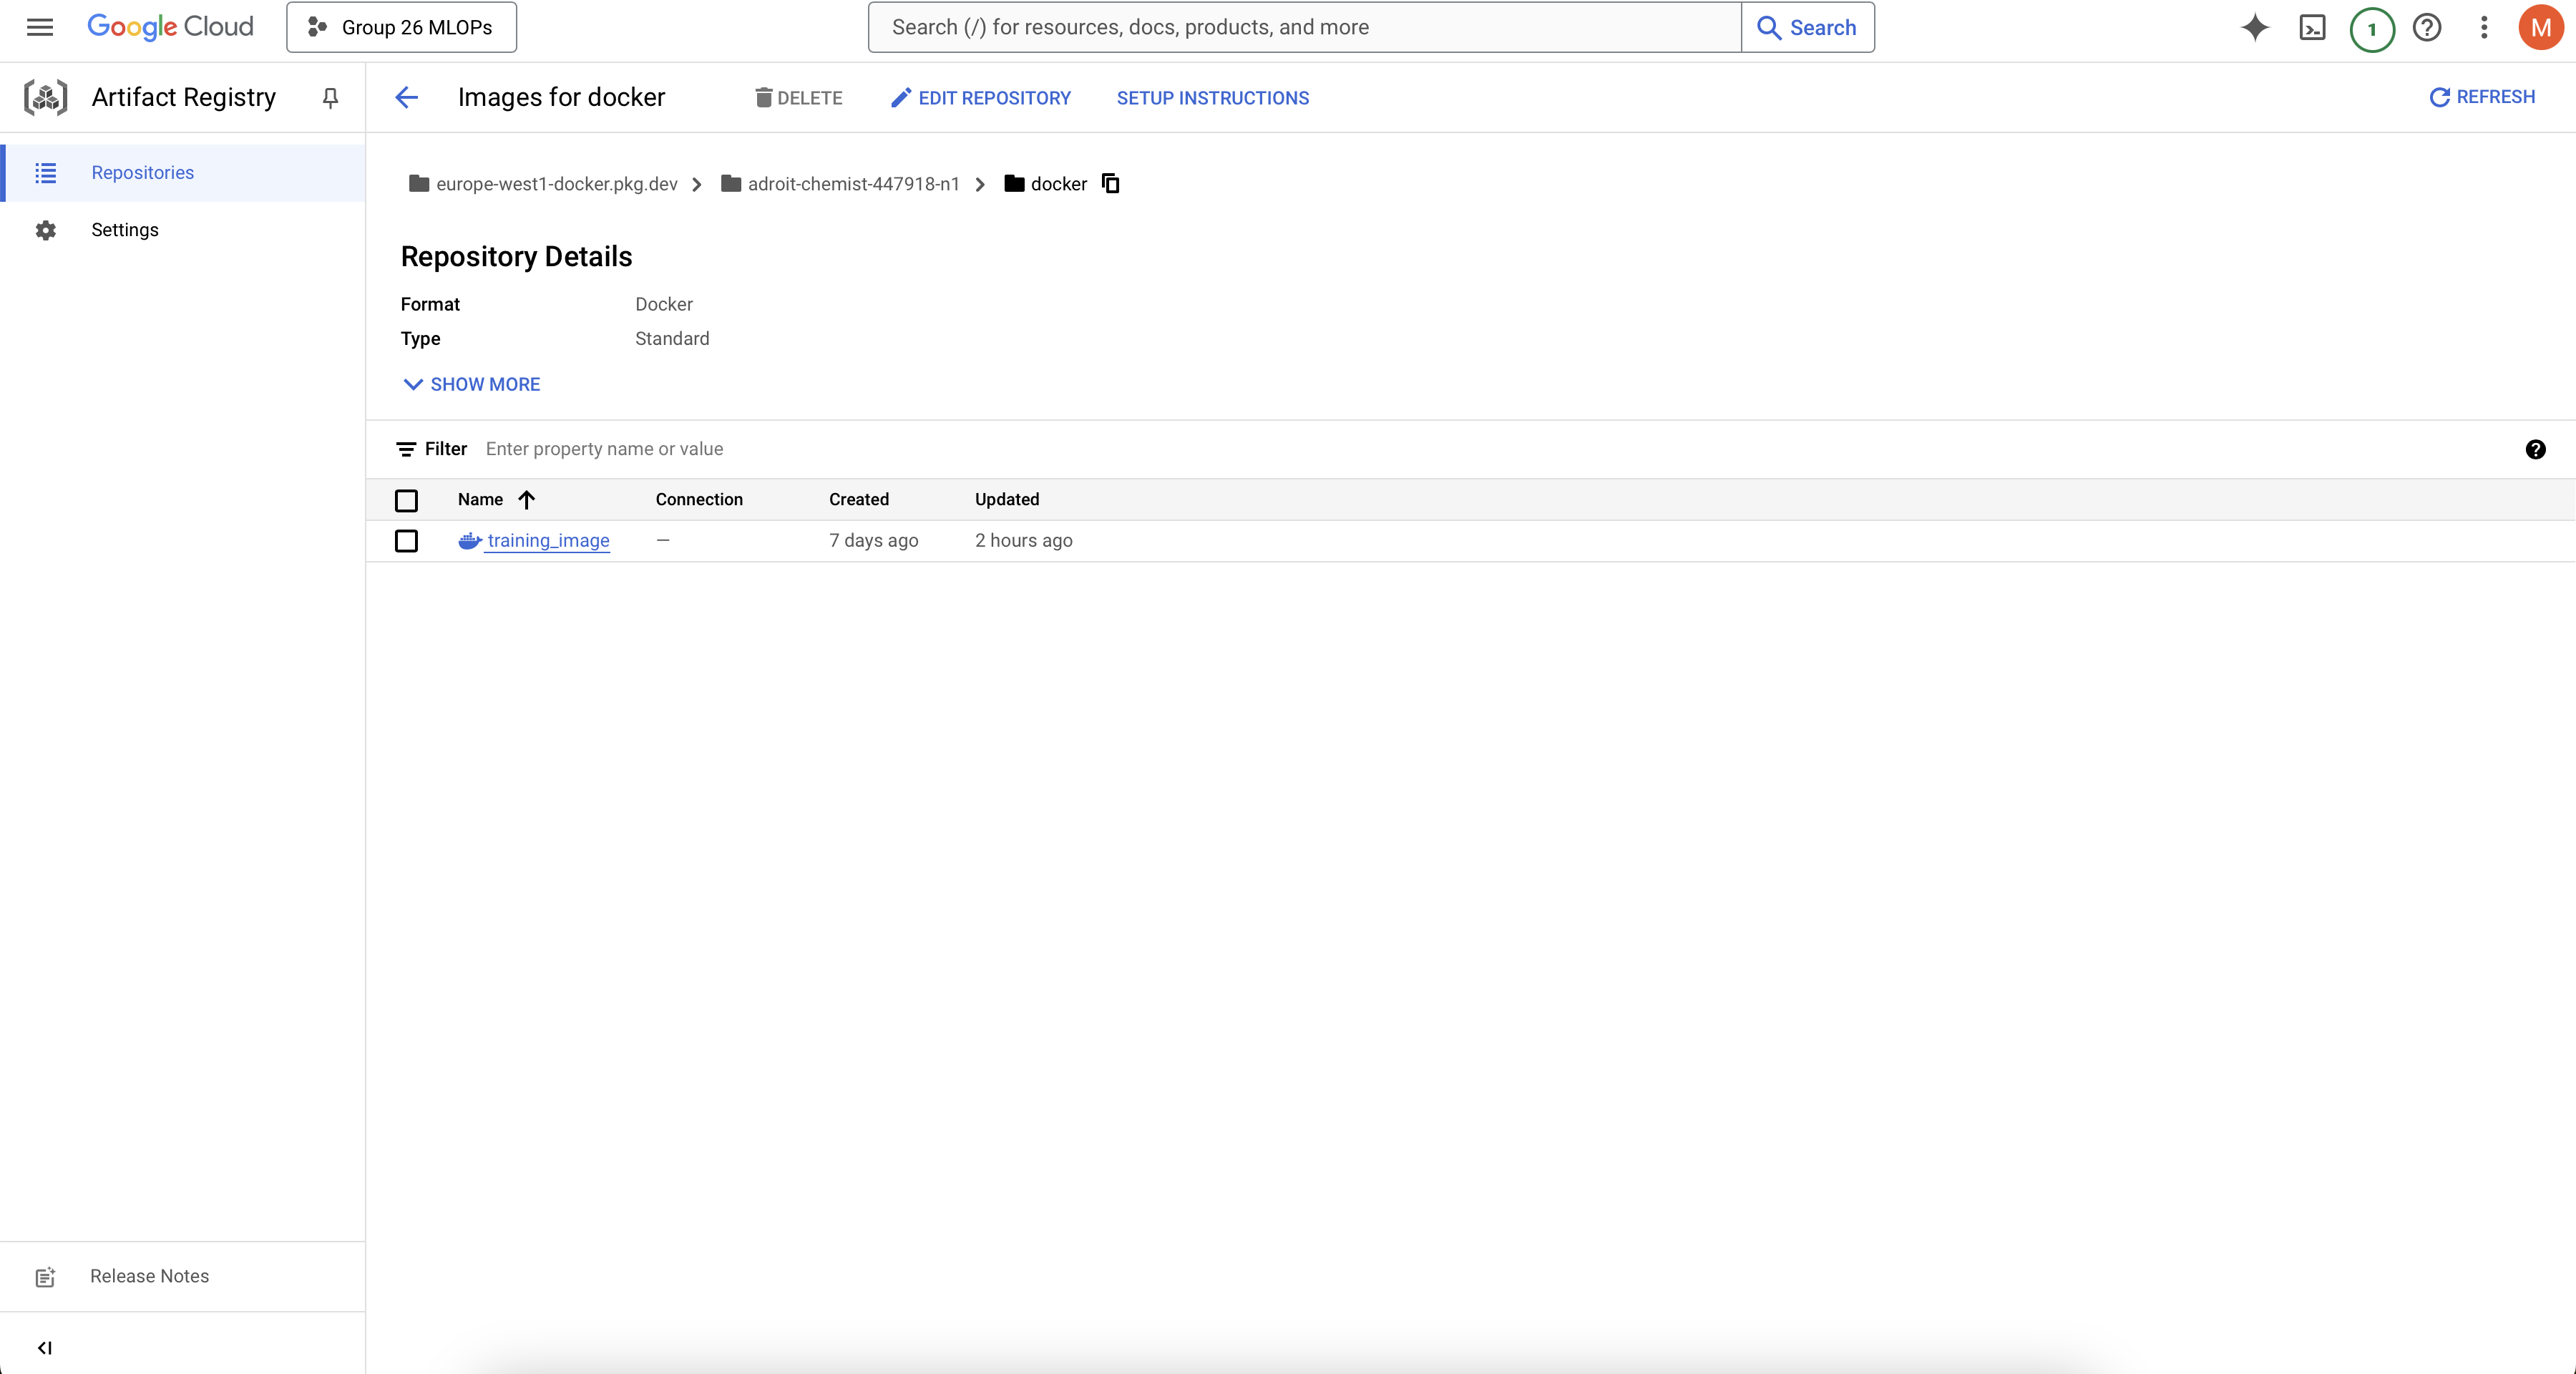 Google Cloud Group 26 MLOPs Search (/) for resources, docs, products, and more Search 1 M
Artifact Registry Images for docker DELETE EDIT REPOSITORY SETUP INSTRUCTIONS REFRESH
Repositories
Settings
europe-west1-docker.pkg.dev adroit-chemist-447918-n1 docker
Repository Details
Format Docker
Type Standard
SHOW MORE
Filter Enter property name or value
Name Connection Created Updated
training_image — 7 days ago 2 hours ago
Release Notes